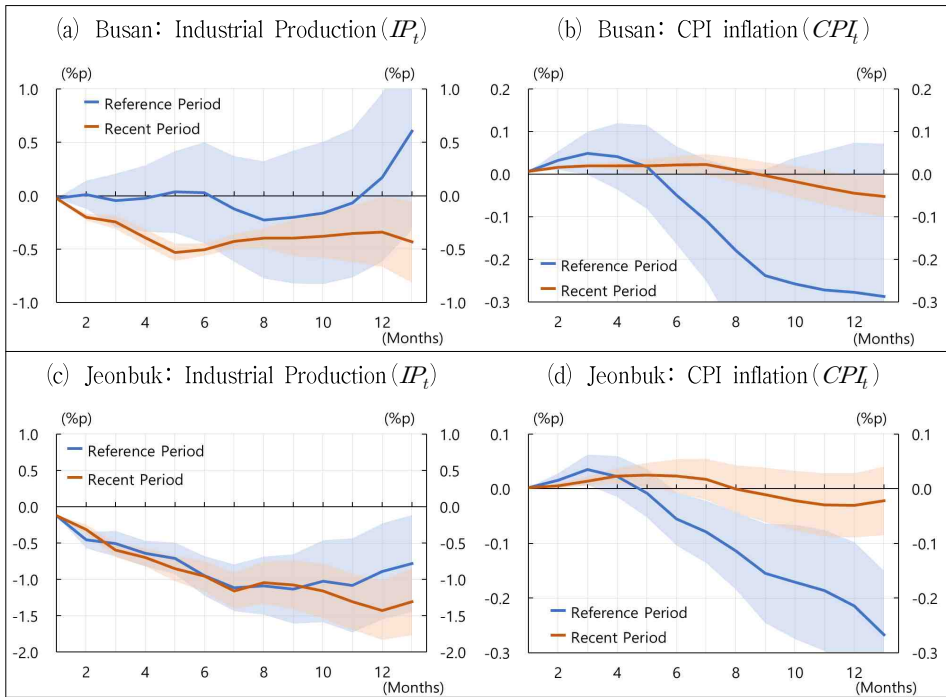 (a) Busan: Industrial Production(IP_t)
(%p) (%p)
1.0 1.0
Reference Period
Recent Period
0.5 0.5
0.0 0.0
-0.5 -0.5
-1.0 -1.0
2 4 6 8 10 12
(Months)
(b) Busan: CPI inflation(CPI_t)
(%p) (%p)
0.2 0.2
0.1 0.1
0.0 0.0
-0.1 -0.1
-0.2 -0.2
Reference Period
Recent Period
-0.3 -0.3
2 4 6 8 10 12
(Months)
(c) Jeonbuk: Industrial Production(IP_t)
(%p) (%p)
1.0 1.0
Reference Period
Recent Period
0.5 0.5
0.0 0.0
-0.5 -0.5
-1.0 -1.0
-1.5 -1.5
-2.0 -2.0
2 4 6 8 10 12
(Months)
(d) Jeonbuk: CPI inflation(CPI_t)
(%p) (%p)
0.1 0.1
0.0 0.0
-0.1 -0.1
-0.2 -0.2
Reference Period
Recent Period
-0.3 -0.3
2 4 6 8 10 12
(Months)